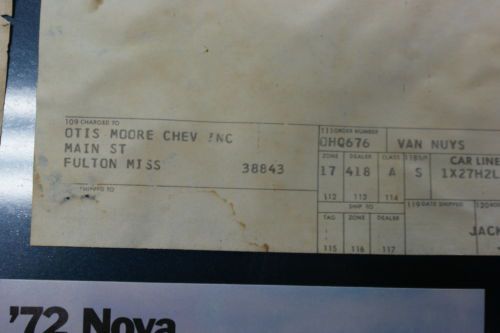 109 CHARGED TO
OTIS MOORE CHEV INC
MAIN ST
FULTON MISS 38843
SHIPPED TO
111 ORDER NUMBER
OHQ676 VAN NUYS
ZONE DEALER CLASS CAR LINE
17 418 A S 1X27H2L
112 113 114
SHIP TO 119 DATE SHIPPED
TAG ZONE DEALER
JACK
115 116 117
'72 Nova